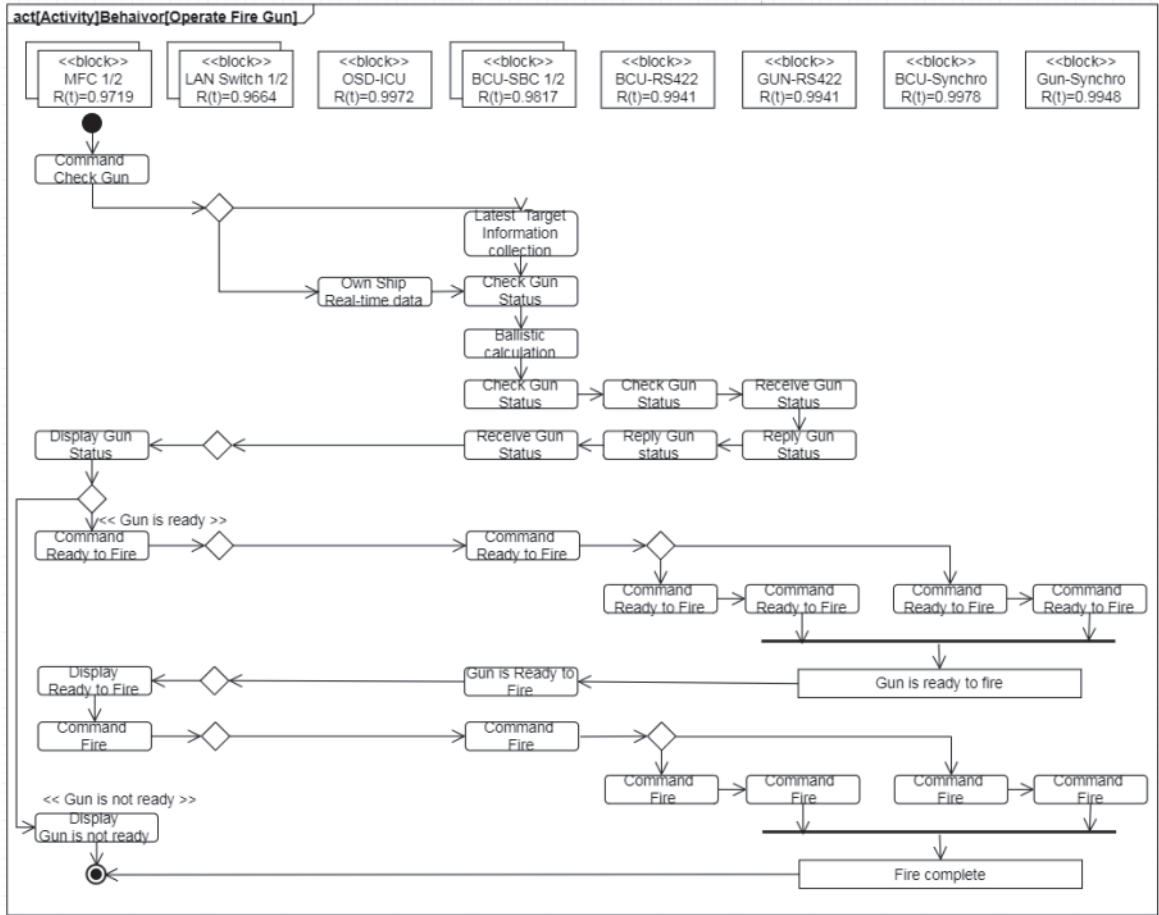 act[Activity]Behaivor[Operate Fire Gun]
<<block>>
MFC 1/2
R(t)=0.9719
<<block>>
LAN Switch 1/2
R(t)=0.9664
<<block>>
OSD-ICU
R(t)=0.9972
<<block>>
BCU-SBC 1/2
R(t)=0.9817
<<block>>
BCU-RS422
R(t)=0.9941
<<block>>
GUN-RS422
R(t)=0.9941
<<block>>
BCU-Synchro
R(t)=0.9978
<<block>>
Gun-Synchro
R(t)=0.9948
Command
Check Gun
Latest Target
Information
collection
Own Ship
Real-time data
Check Gun
Status
Ballistic
calculation
Check Gun
Status
Check Gun
Status
Receive Gun
Status
Display Gun
Status
Receive Gun
Status
Reply Gun
status
Reply Gun
Status
<< Gun is ready >>
Command
Ready to Fire
Command
Ready to Fire
Command
Ready to Fire
Command
Ready to Fire
Command
Ready to Fire
Command
Ready to Fire
Display
Ready to Fire
Gun is Ready to
Fire
Gun is ready to fire
Command
Fire
Command
Fire
Command
Fire
Command
Fire
Command
Fire
Command
Fire
<< Gun is not ready >>
Display
Gun is not ready
Fire complete